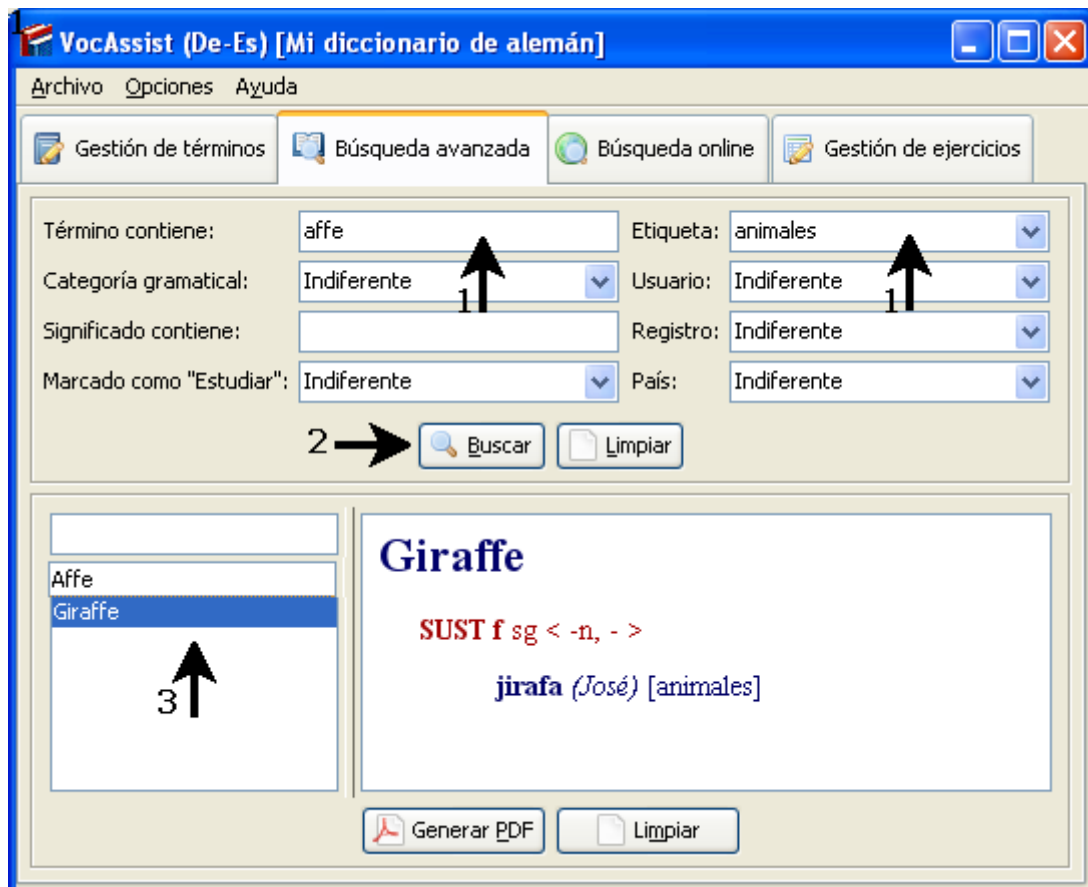 1
VocAssist (De-Es) [Mi diccionario de alemán]
Archivo Opciones Ayuda
Gestión de términos Búsqueda avanzada Búsqueda online Gestión de ejercicios
Término contiene: affe Etiqueta: animales
Categoría gramatical: Indiferente Usuario: Indiferente
1 1
Significado contiene: Registro: Indiferente
Marcado como "Estudiar": Indiferente País: Indiferente
2 Buscar Limpiar
Affe
Giraffe
3
Giraffe
SUST f sg < -n, - >
jirafa (José) [animales]
Generar PDF Limpiar